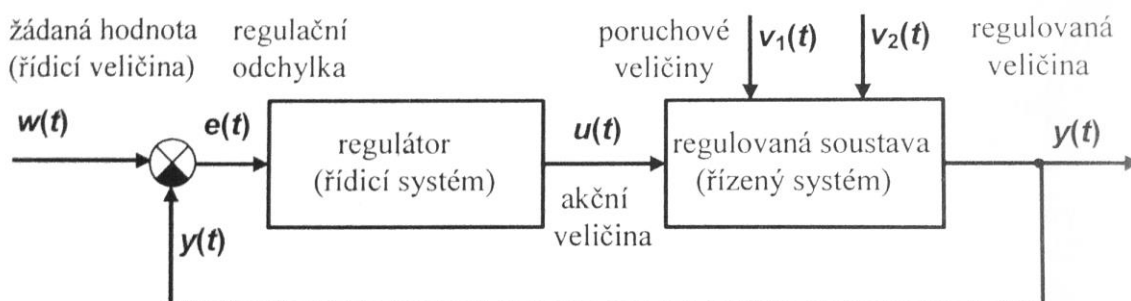 žádaná hodnota
(řídicí veličina)
regulační
odchylka
poruchové
veličiny
v₁(t)
v₂(t)
regulovaná
veličina
w(t)
e(t)
regulátor
(řídicí systém)
u(t)
akční
veličina
regulovaná soustava
(řízený systém)
y(t)
y(t)